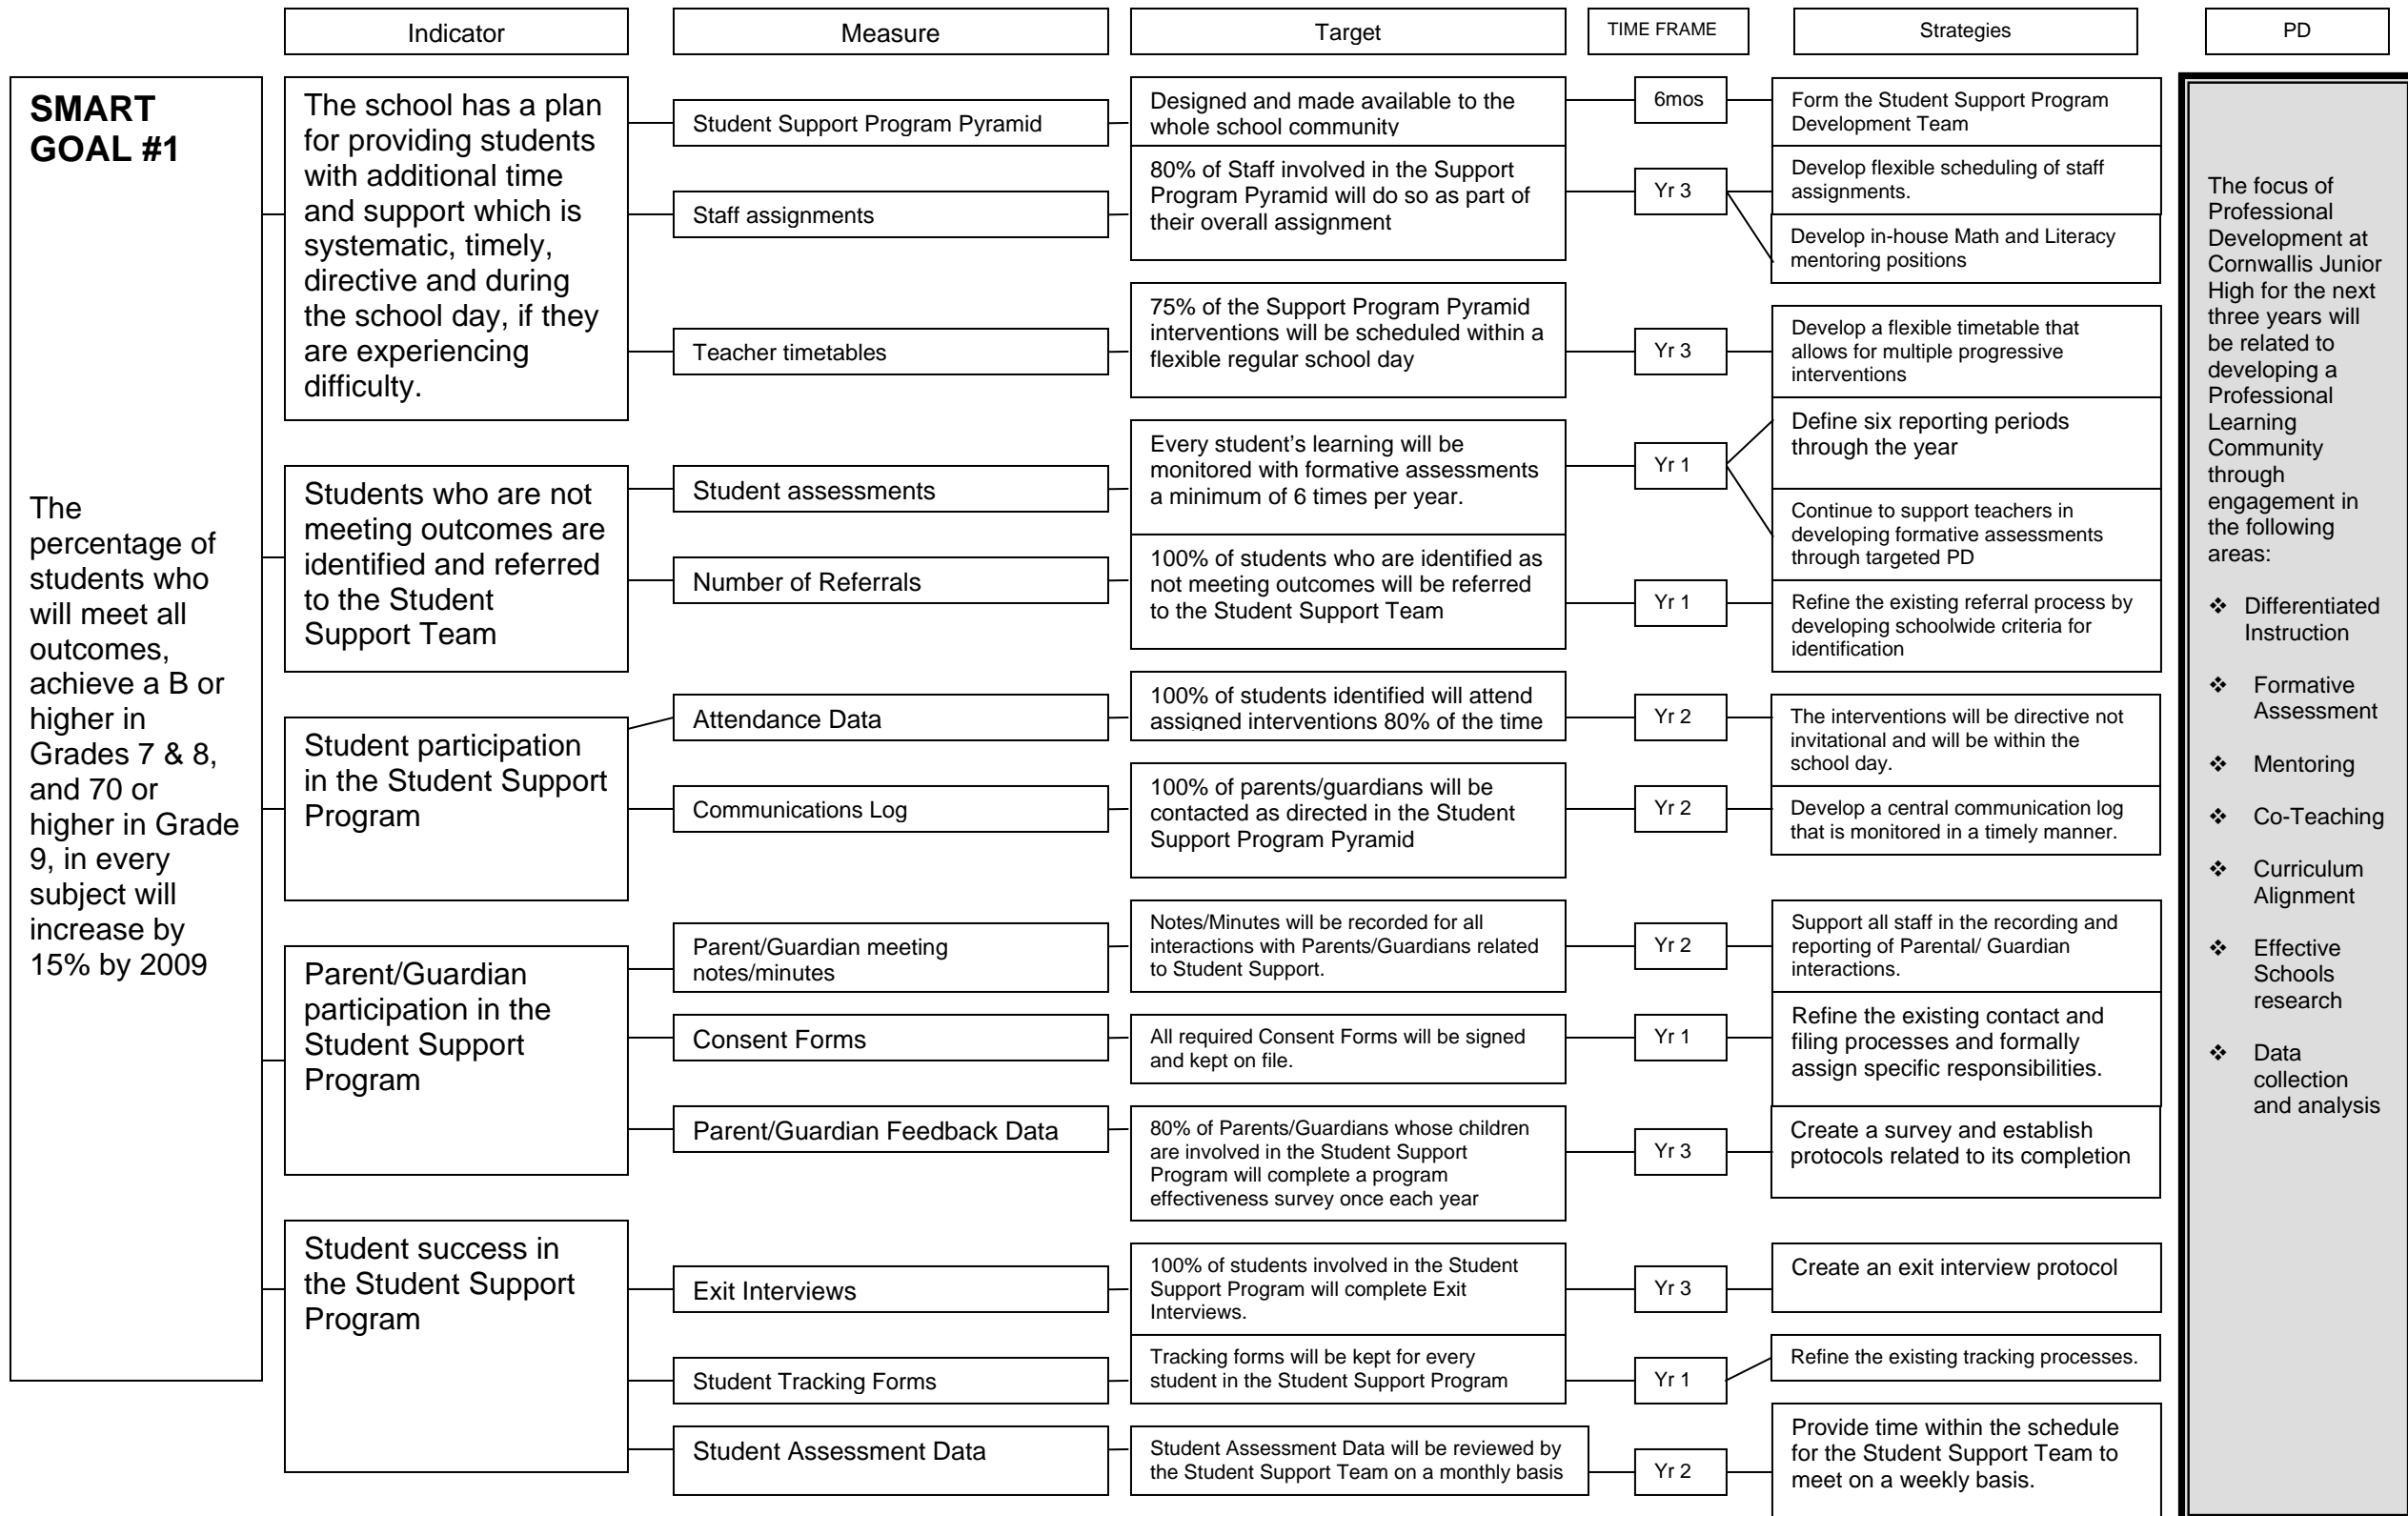 Indicator
Measure
Target
TIME FRAME
Strategies
PD
SMART
GOAL #1
The
percentage of
students who
will meet all
outcomes,
achieve a B or
higher in
Grades 7 & 8,
and 70 or
higher in Grade
9, in every
subject will
increase by
15% by 2009
The school has a plan
for providing students
with additional time
and support which is
systematic, timely,
directive and during
the school day, if they
are experiencing
difficulty.
Student Support Program Pyramid
Designed and made available to the
whole school community
6mos
Form the Student Support Program
Development Team
Staff assignments
80% of Staff involved in the Support
Program Pyramid will do so as part of
their overall assignment
Yr 3
Develop flexible scheduling of staff
assignments.
Develop in-house Math and Literacy
mentoring positions
Teacher timetables
75% of the Support Program Pyramid
interventions will be scheduled within a
flexible regular school day
Yr 3
Develop a flexible timetable that
allows for multiple progressive
interventions
Students who are not
meeting outcomes are
identified and referred
to the Student
Support Team
Student assessments
Every student’s learning will be
monitored with formative assessments
a minimum of 6 times per year.
Yr 1
Define six reporting periods
through the year
Continue to support teachers in
developing formative assessments
through targeted PD
Number of Referrals
100% of students who are identified as
not meeting outcomes will be referred
to the Student Support Team
Yr 1
Refine the existing referral process by
developing schoolwide criteria for
identification
Student participation
in the Student Support
Program
Attendance Data
100% of students identified will attend
assigned interventions 80% of the time
Yr 2
The interventions will be directive not
invitational and will be within the
school day.
Communications Log
100% of parents/guardians will be
contacted as directed in the Student
Support Program Pyramid
Yr 2
Develop a central communication log
that is monitored in a timely manner.
Parent/Guardian
participation in the
Student Support
Program
Parent/Guardian meeting
notes/minutes
Notes/Minutes will be recorded for all
interactions with Parents/Guardians related
to Student Support.
Yr 2
Support all staff in the recording and
reporting of Parental/ Guardian
interactions.
Consent Forms
All required Consent Forms will be signed
and kept on file.
Yr 1
Refine the existing contact and
filing processes and formally
assign specific responsibilities.
Parent/Guardian Feedback Data
80% of Parents/Guardians whose children
are involved in the Student Support
Program will complete a program
effectiveness survey once each year
Yr 3
Create a survey and establish
protocols related to its completion
Student success in
the Student Support
Program
Exit Interviews
100% of students involved in the Student
Support Program will complete Exit
Interviews.
Yr 3
Create an exit interview protocol
Student Tracking Forms
Tracking forms will be kept for every
student in the Student Support Program
Yr 1
Refine the existing tracking processes.
Student Assessment Data
Student Assessment Data will be reviewed by
the Student Support Team on a monthly basis
Yr 2
Provide time within the schedule
for the Student Support Team to
meet on a weekly basis.
The focus of
Professional
Development at
Cornwallis Junior
High for the next
three years will
be related to
developing a
Professional
Learning
Community
through
engagement in
the following
areas:
❖ Differentiated
Instruction
❖ Formative
Assessment
❖ Mentoring
❖ Co-Teaching
❖ Curriculum
Alignment
❖ Effective
Schools
research
❖ Data
collection
and analysis